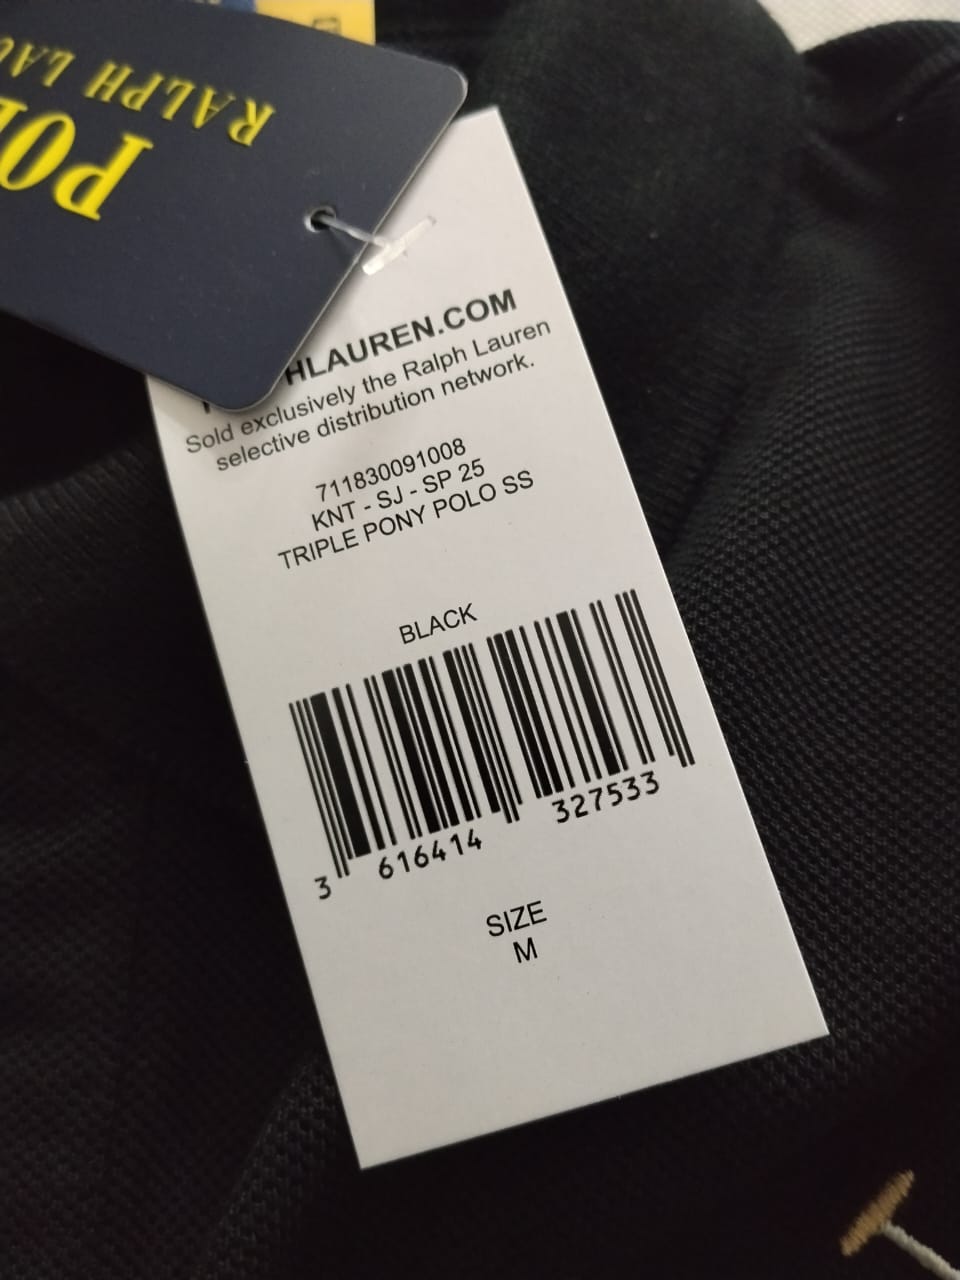 POL
RALPH LAU
HLAUREN.COM
Sold exclusively the Ralph Lauren
selective distribution network.
711830091008
KNT - SJ - SP 25
TRIPLE PONY POLO SS
BLACK
3 616414 327533
SIZE
M